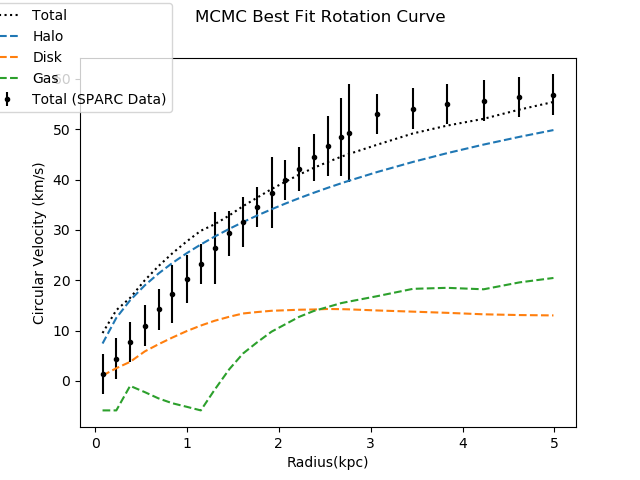 MCMC Best Fit Rotation Curve
Total
Halo
Disk
Gas
Total (SPARC Data)
60
50
40
30
20
10
0
Circular Velocity (km/s)
0 1 2 3 4 5
Radius(kpc)